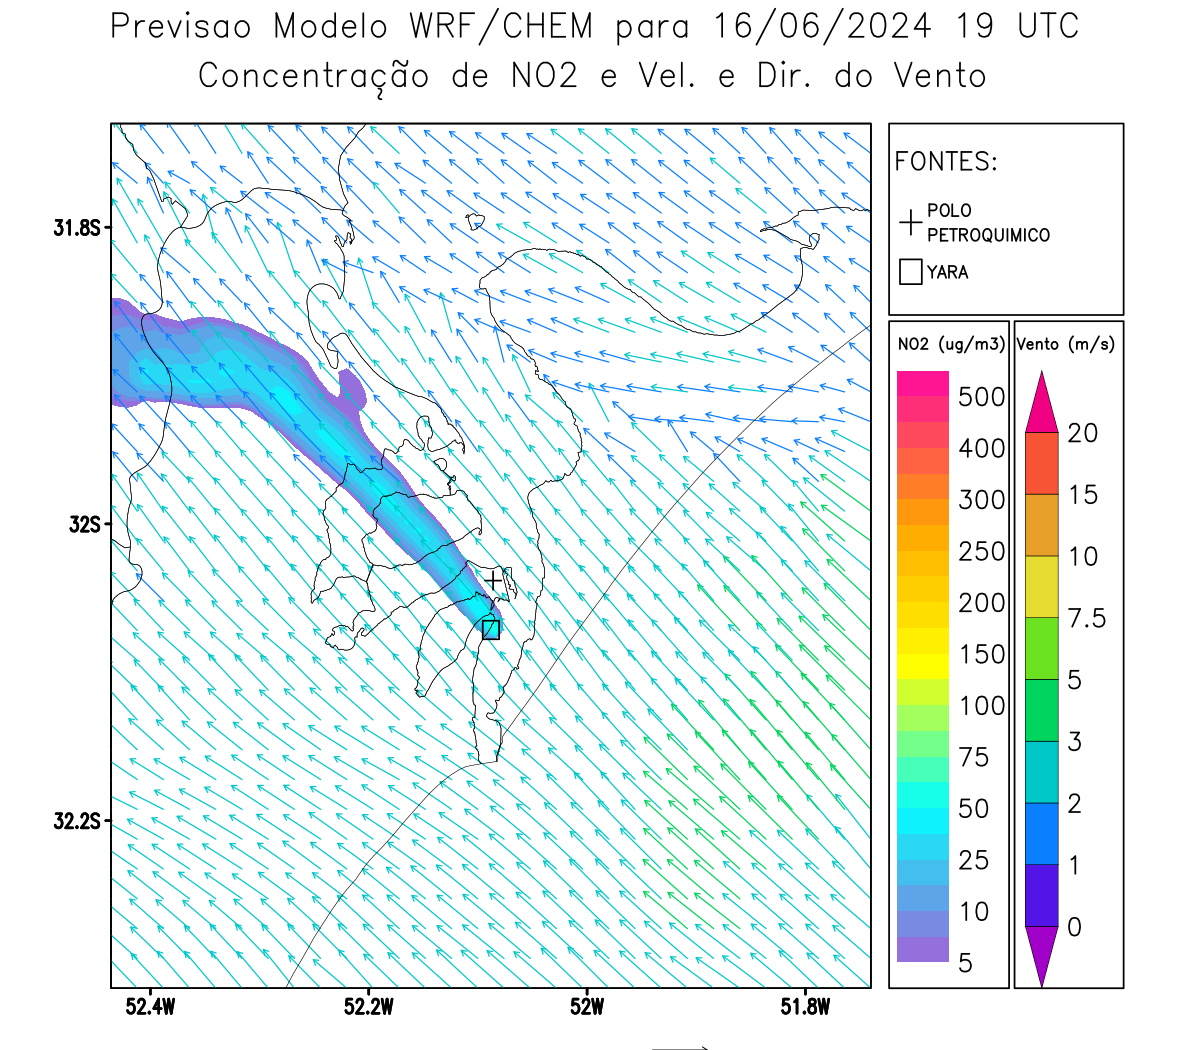 Previsao Modelo WRF/CHEM para 16/06/2024 19 UTC
Concentração de NO2 e Vel. e Dir. do Vento
FONTES:
POLO
PETROQUIMICO
YARA
31.8S
32S
32.2S
52.4W
52.2W
52W
51.8W
NO2 (ug/m3)
500
400
300
250
200
150
100
75
50
25
10
5
Vento (m/s)
20
15
10
7.5
5
3
2
1
0